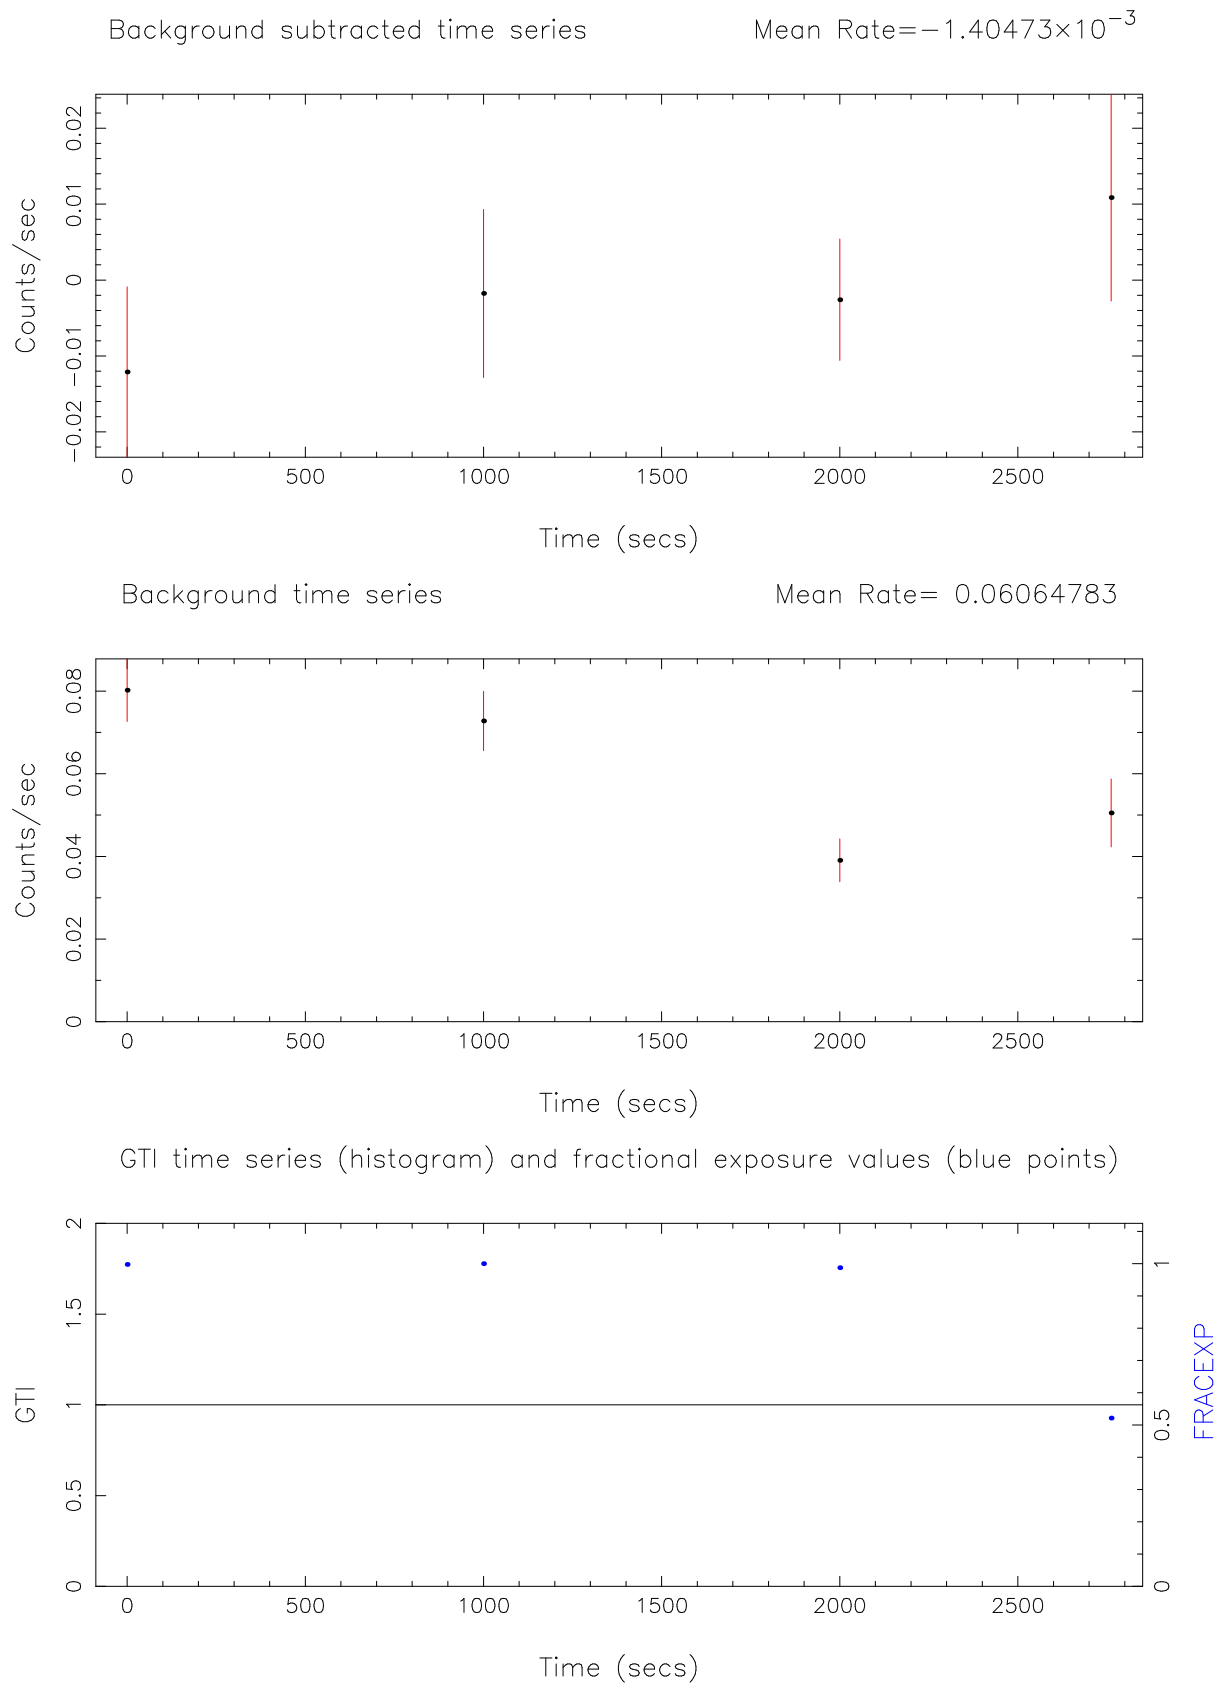 Background subtracted time series Mean Rate=−1.40473×10⁻³
0.02
0.01
0
−0.01
−0.02
Counts/sec
0 500 1000 1500 2000 2500
Time (secs)
Background time series Mean Rate= 0.06064783
0.08
0.06
0.04
0.02
0
Counts/sec
0 500 1000 1500 2000 2500
Time (secs)
GTI time series (histogram) and fractional exposure values (blue points)
2
1.5
1
0.5
0
GTI
1
0.5
0
FRACEXP
0 500 1000 1500 2000 2500
Time (secs)